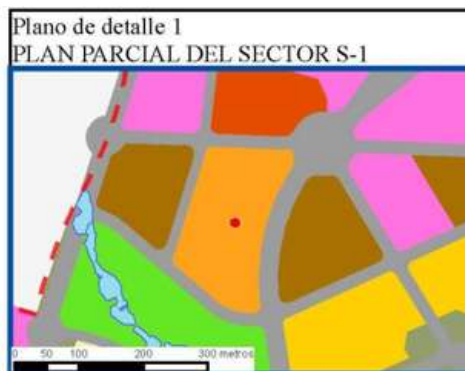 Plano de detalle 1
PLAN PARCIAL DEL SECTOR S-1
0 50 100 200 300 metros